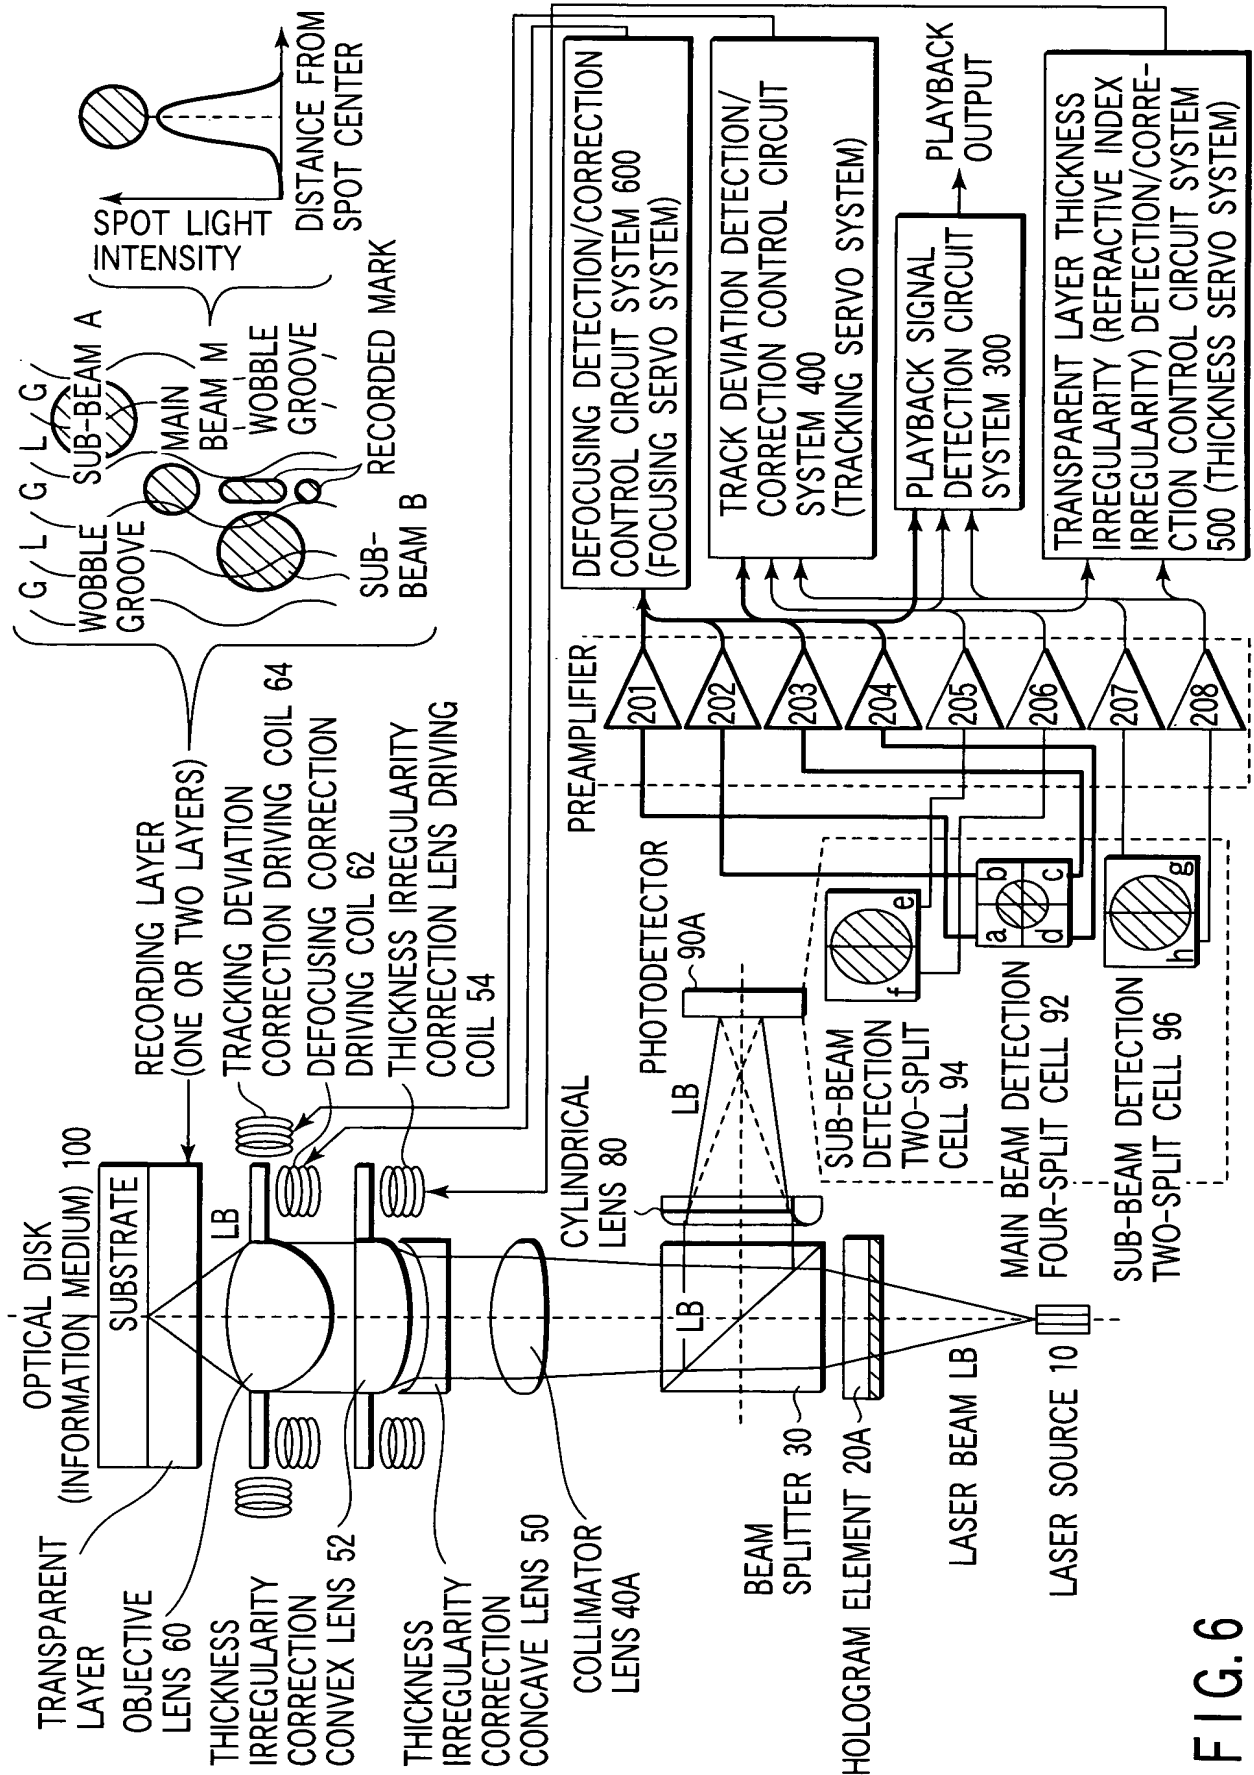 OPTICAL DISK
(INFORMATION MEDIUM) 100
TRANSPARENT
LAYER
SUBSTRATE
OBJECTIVE
LENS 60
LB
THICKNESS
IRREGULARITY
CORRECTION
CONVEX LENS 52
THICKNESS
IRREGULARITY
CORRECTION
CONCAVE LENS 50
COLLIMATOR
LENS 40A
BEAM
SPLITTER 30
HOLOGRAM ELEMENT 20A
LASER BEAM LB
LASER SOURCE 10
LB
CYLINDRICAL
LENS 80
LB
PHOTODETECTOR
90A
RECORDING LAYER
(ONE OR TWO LAYERS)
TRACKING DEVIATION
CORRECTION DRIVING COIL 64
DEFOCUSING CORRECTION
DRIVING COIL 62
THICKNESS IRREGULARITY
CORRECTION LENS DRIVING
COIL 54
G L G L G L G
WOBBLE
GROOVE
SUB-BEAM A
MAIN
BEAM M
WOBBLE
GROOVE
RECORDED MARK
SUB-
BEAM B
SPOT LIGHT
INTENSITY
DISTANCE FROM
SPOT CENTER
SUB-BEAM
DETECTION
TWO-SPLIT
CELL 94
f e
MAIN BEAM DETECTION
FOUR-SPLIT CELL 92
a b
d c
SUB-BEAM DETECTION
TWO-SPLIT CELL 96
h g
PREAMPLIFIER
201
202
203
204
205
206
207
208
DEFOCUSING DETECTION/CORRECTION
CONTROL CIRCUIT SYSTEM 600
(FOCUSING SERVO SYSTEM)
TRACK DEVIATION DETECTION/
CORRECTION CONTROL CIRCUIT
SYSTEM 400
(TRACKING SERVO SYSTEM)
PLAYBACK SIGNAL
DETECTION CIRCUIT
SYSTEM 300
PLAYBACK
OUTPUT
TRANSPARENT LAYER THICKNESS
IRREGULARITY (REFRACTIVE INDEX
IRREGULARITY) DETECTION/CORRE-
CTION CONTROL CIRCUIT SYSTEM
500 (THICKNESS SERVO SYSTEM)
FIG. 6